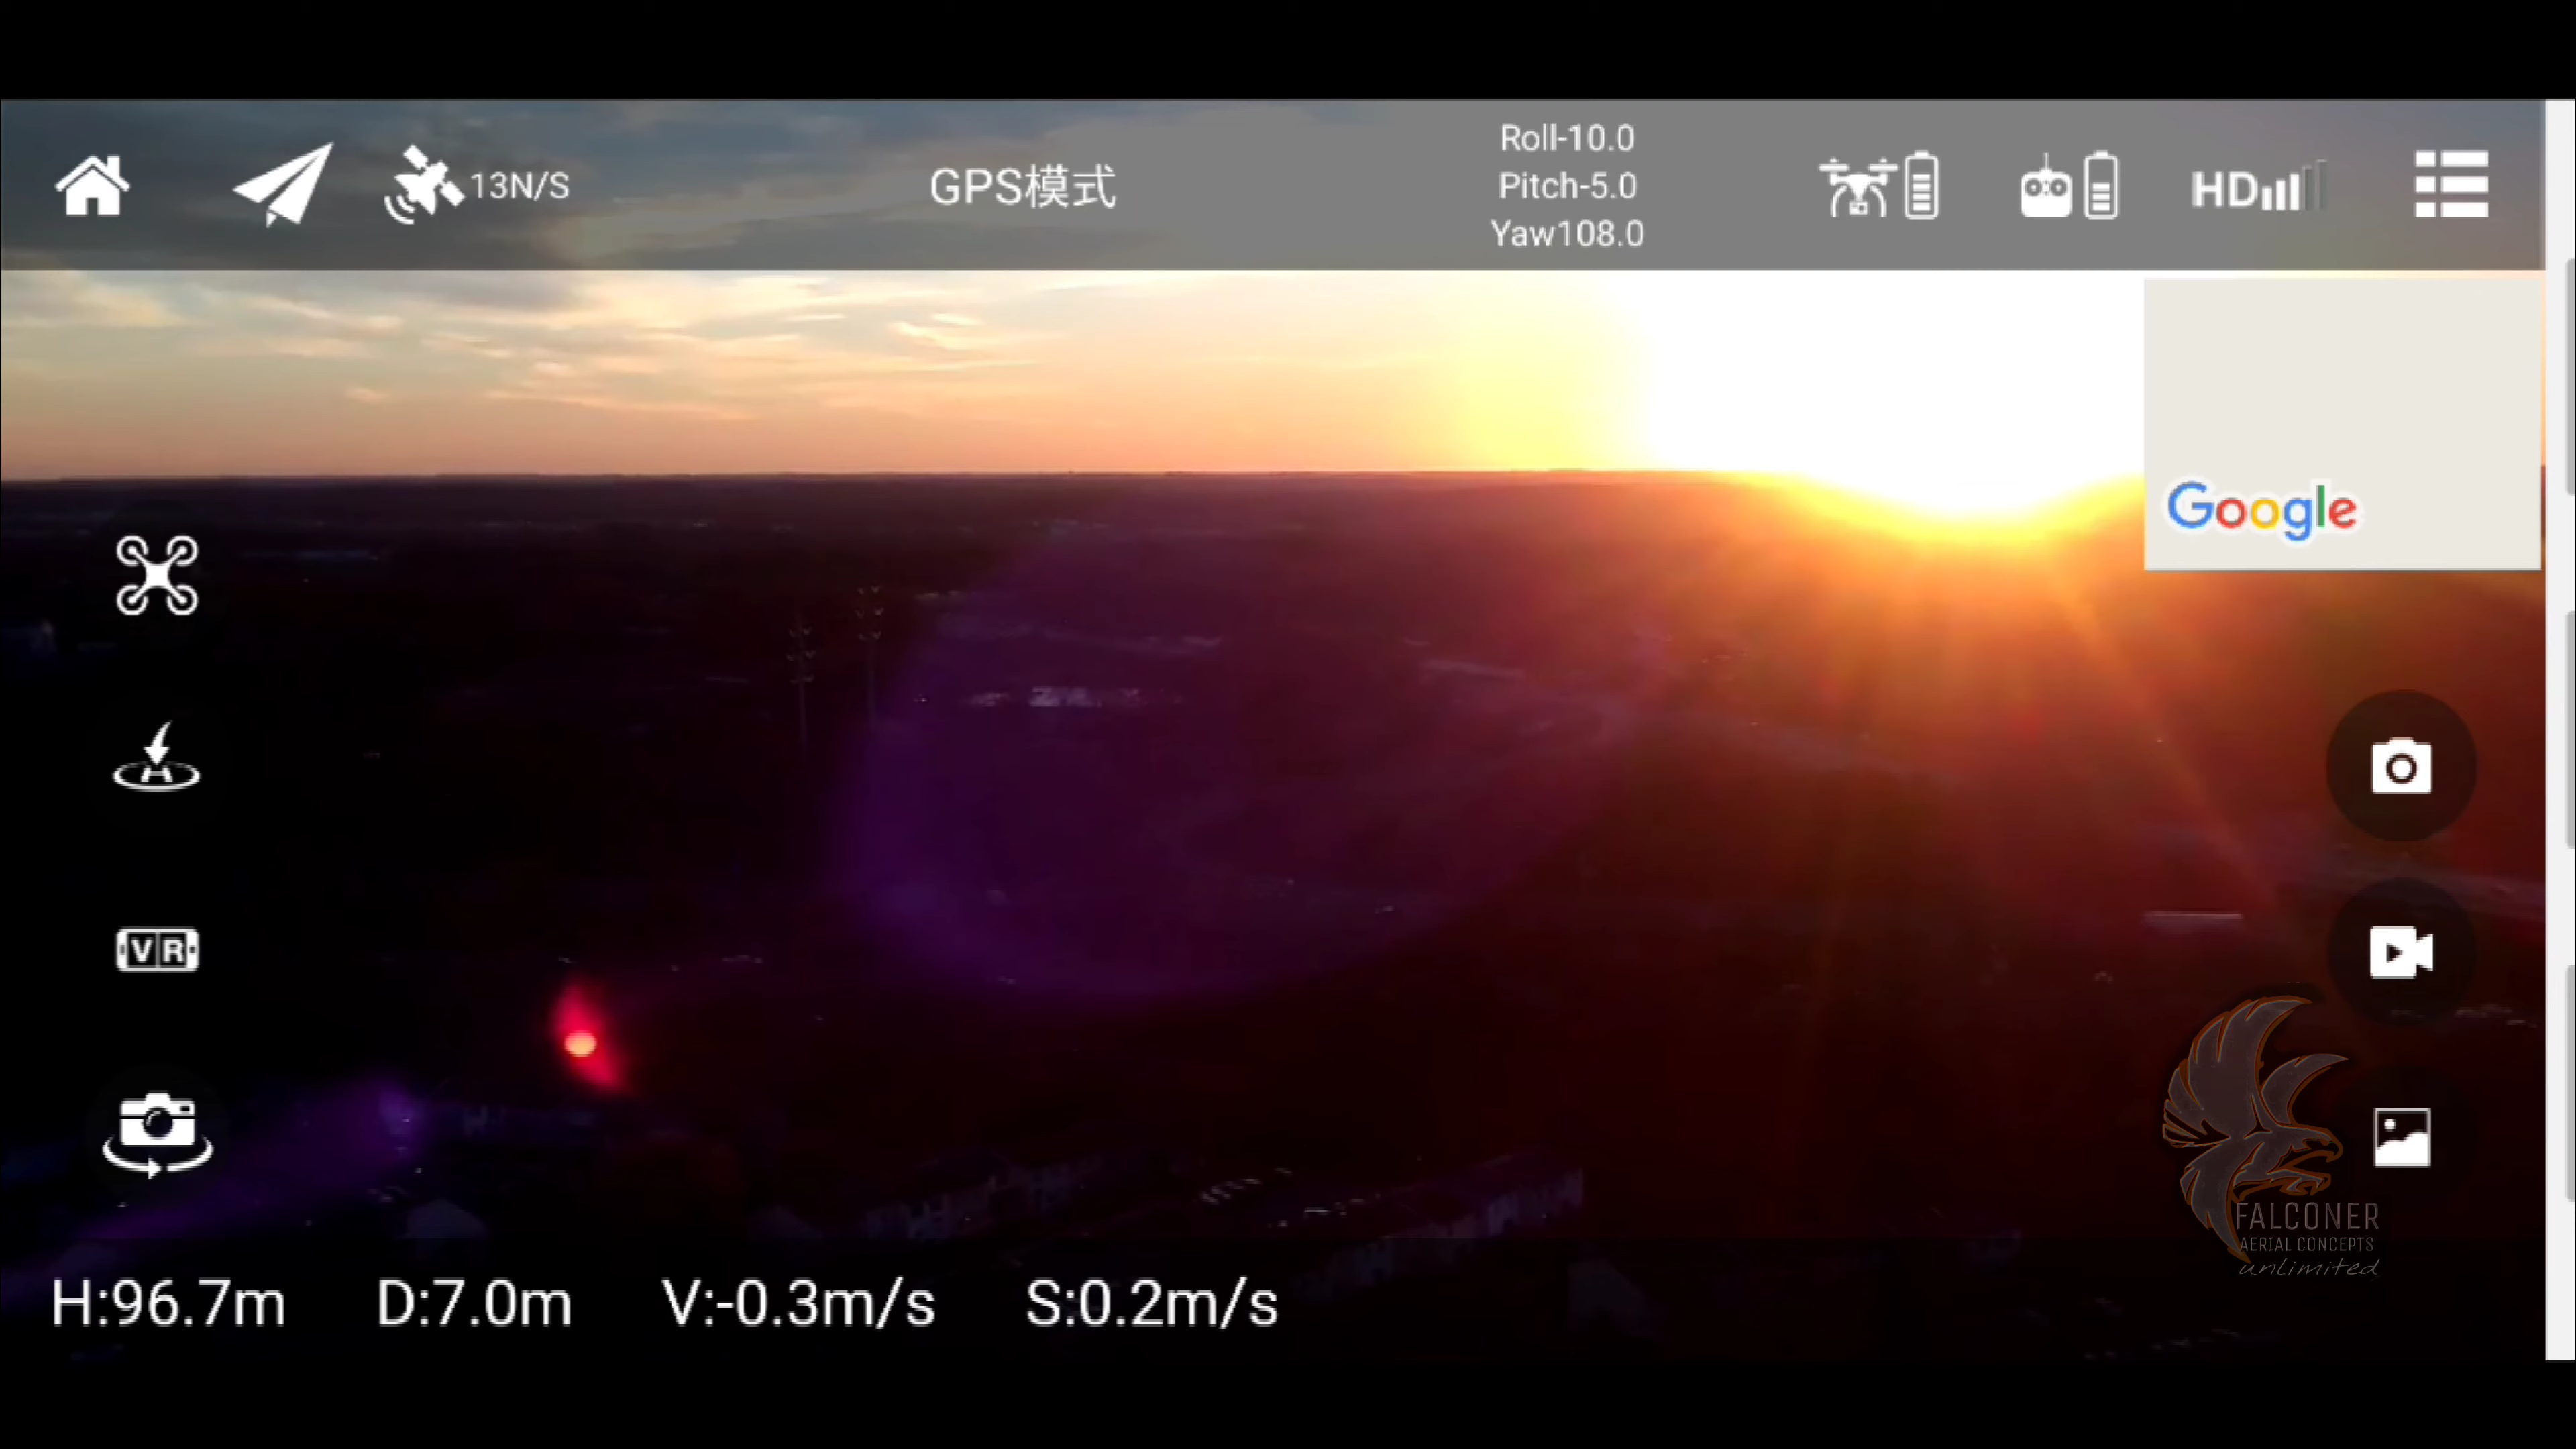 13N/S
GPS模式
Roll-10.0
Pitch-5.0
Yaw108.0
HD
Google
VR
FALCONER
AERIAL CONCEPTS
unlimited
H:96.7m D:7.0m V:-0.3m/s S:0.2m/s